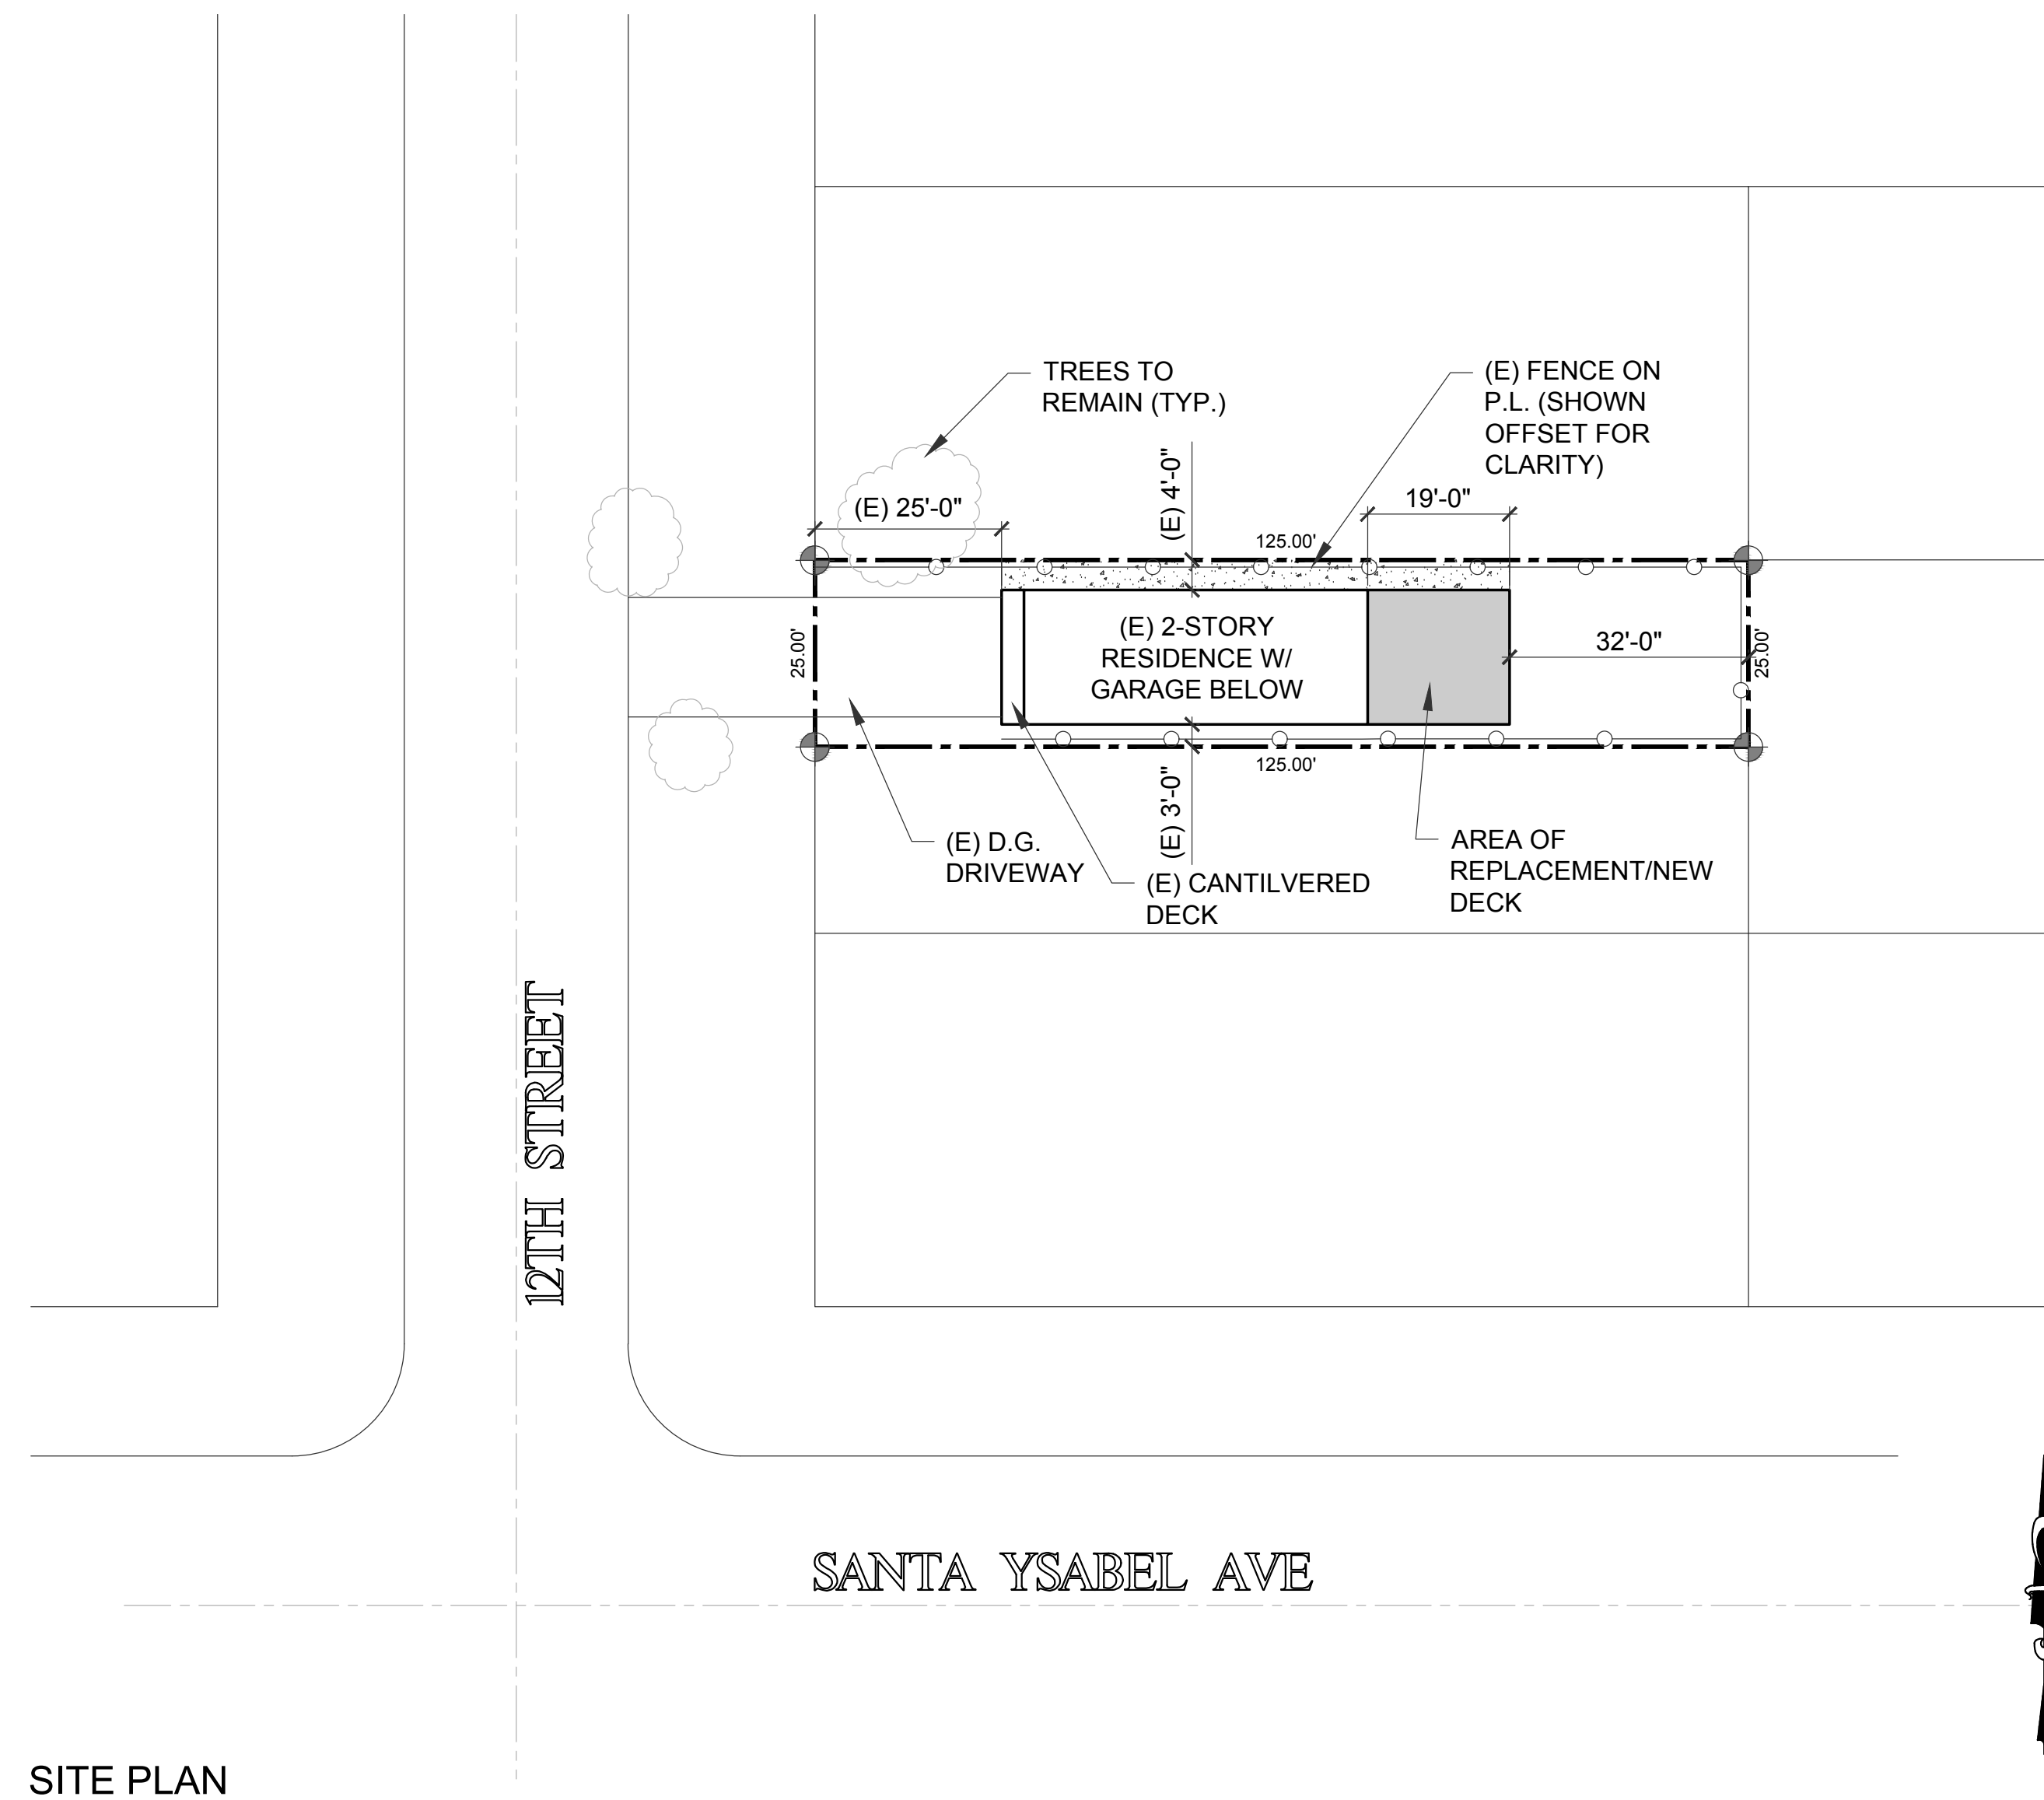 TREES TO
REMAIN (TYP.)
(E) FENCE ON
P.L. (SHOWN
OFFSET FOR
CLARITY)
(E) 25'-0"
(E) 4'-0"
19'-0"
125.00'
25.00'
(E) 2-STORY
RESIDENCE W/
GARAGE BELOW
32'-0"
25.00'
125.00'
(E) 3'-0"
(E) D.G.
DRIVEWAY
(E) CANTILVERED
DECK
AREA OF
REPLACEMENT/NEW
DECK
12TH STREET
SANTA YSABEL AVE
SITE PLAN